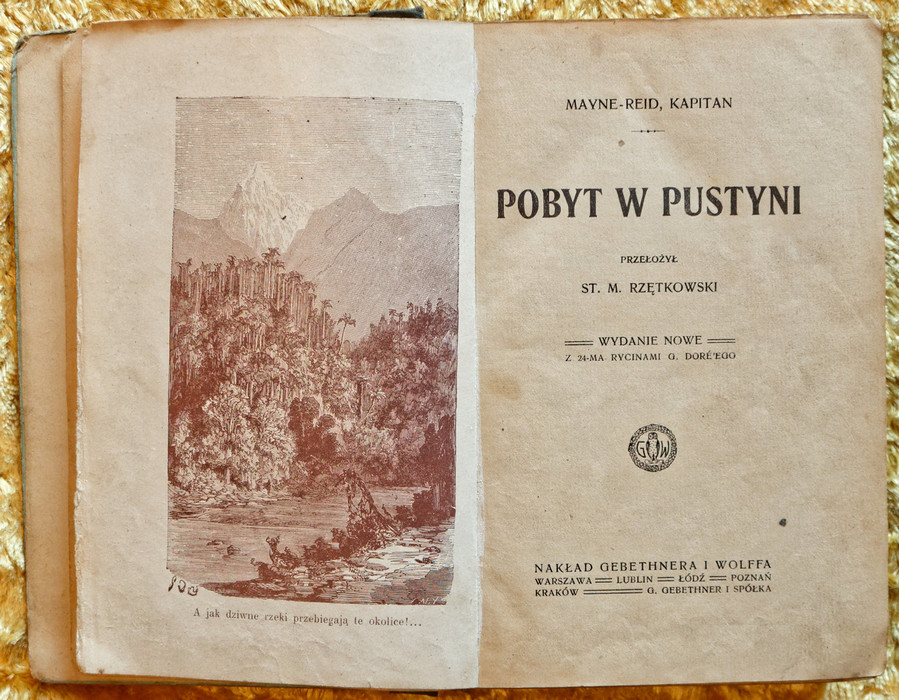 A jak dziwne rzeki przebiegają te okolice!...
MAYNE-REID, KAPITAN
POBYT W PUSTYNI
PRZEŁOŻYŁ
ST. M. RZĘTKOWSKI
WYDANIE NOWE
Z 24-MA RYCINAMI G. DORÉ'EGO
G W
NAKŁAD GEBETHNERA I WOLFFA
WARSZAWA LUBLIN ŁÓDŹ POZNAŃ
KRAKÓW G. GEBETHNER I SPÓŁKA